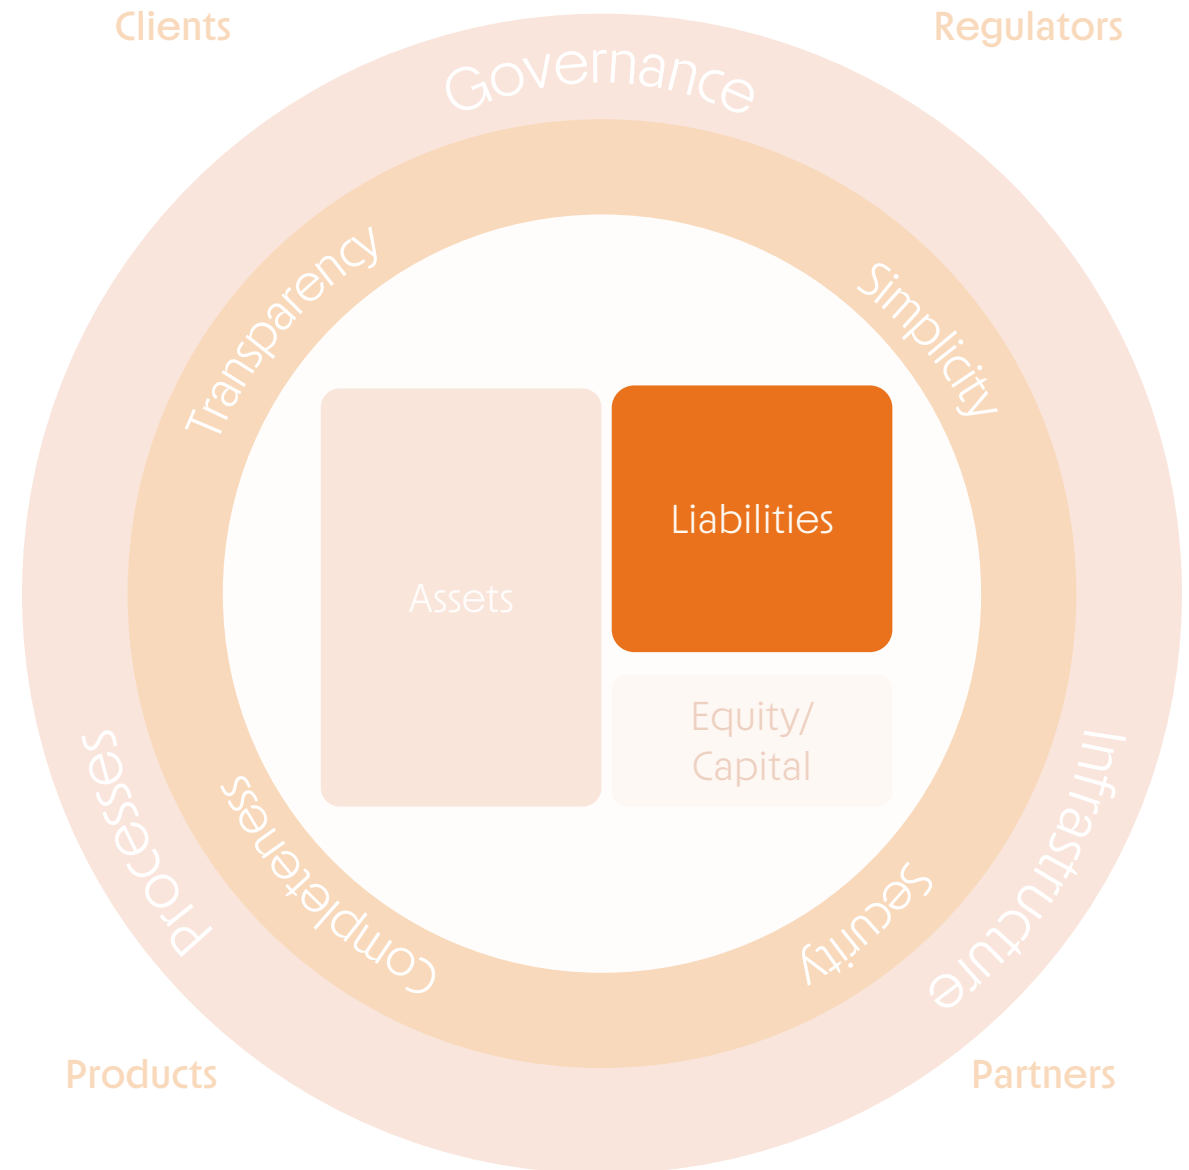 Clients
Regulators
Governance
Transparency
Simplicity
Liabilities
Assets
Equity/
Capital
Processes
Completeness
Security
Infrastructure
Products
Partners